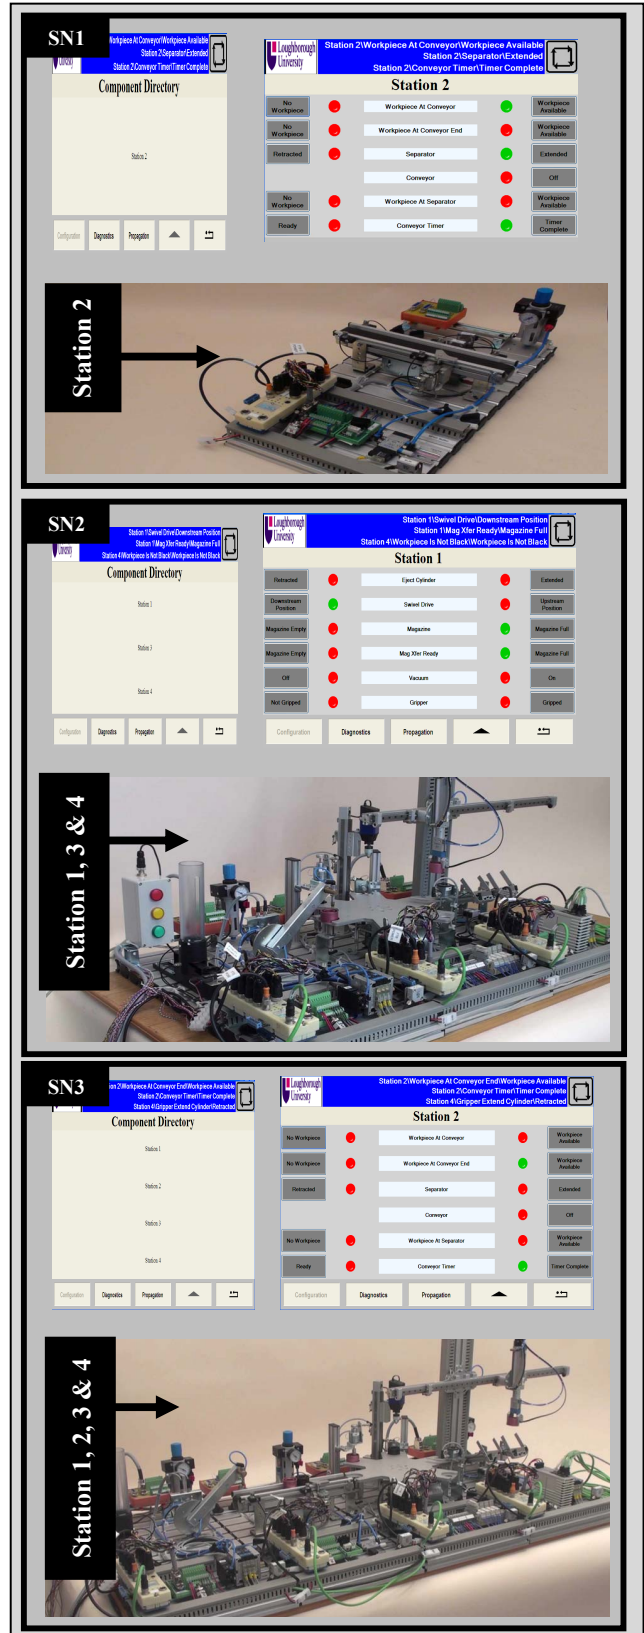 SN1
Workpiece At Conveyor\Workpiece Available
Station 2\Separator\Extended
Station 2\Conveyor Timer\Timer Complete
Component Directory
Station 2
Configuration Diagnostics Propagation
Loughborough
University
Station 2\Workpiece At Conveyor\Workpiece Available
Station 2\Separator\Extended
Station 2\Conveyor Timer\Timer Complete
Station 2
No Workpiece Workpiece At Conveyor Workpiece Available
No Workpiece Workpiece At Conveyor End Workpiece Available
Retracted Separator Extended
Conveyor Off
No Workpiece Workpiece At Separator Workpiece Available
Ready Conveyor Timer Timer Complete
Station 2
SN2
Station 1\Swivel Drive\Downstream Position
Station 1\Mag Xfer Ready\Magazine Full
Station 4\Workpiece Is Not Black\Workpiece Is Not Black
University
Component Directory
Station 1
Station 3
Station 4
Configuration Diagnostics Propagation
Loughborough
University
Station 1\Swivel Drive\Downstream Position
Station 1\Mag Xfer Ready\Magazine Full
Station 4\Workpiece Is Not Black\Workpiece Is Not Black
Station 1
Retracted Eject Cylinder Extended
Downstream Position Swivel Drive Upstream Position
Magazine Empty Magazine Magazine Full
Magazine Empty Mag Xfer Ready Magazine Full
Off Vacuum On
Not Gripped Gripper Gripped
Configuration Diagnostics Propagation
Station 1, 3 & 4
SN3
2\Workpiece At Conveyor End\Workpiece Available
Station 2\Conveyor Timer\Timer Complete
Station 4\Gripper Extend Cylinder\Retracted
Component Directory
Station 1
Station 2
Station 3
Station 4
Configuration Diagnostics Propagation
Loughborough
University
Station 2\Workpiece At Conveyor End\Workpiece Available
Station 2\Conveyor Timer\Timer Complete
Station 4\Gripper Extend Cylinder\Retracted
Station 2
No Workpiece Workpiece At Conveyor Workpiece Available
No Workpiece Workpiece At Conveyor End Workpiece Available
Retracted Separator Extended
Conveyor Off
No Workpiece Workpiece At Separator Workpiece Available
Ready Conveyor Timer Timer Complete
Configuration Diagnostics Propagation
Station 1, 2, 3 & 4